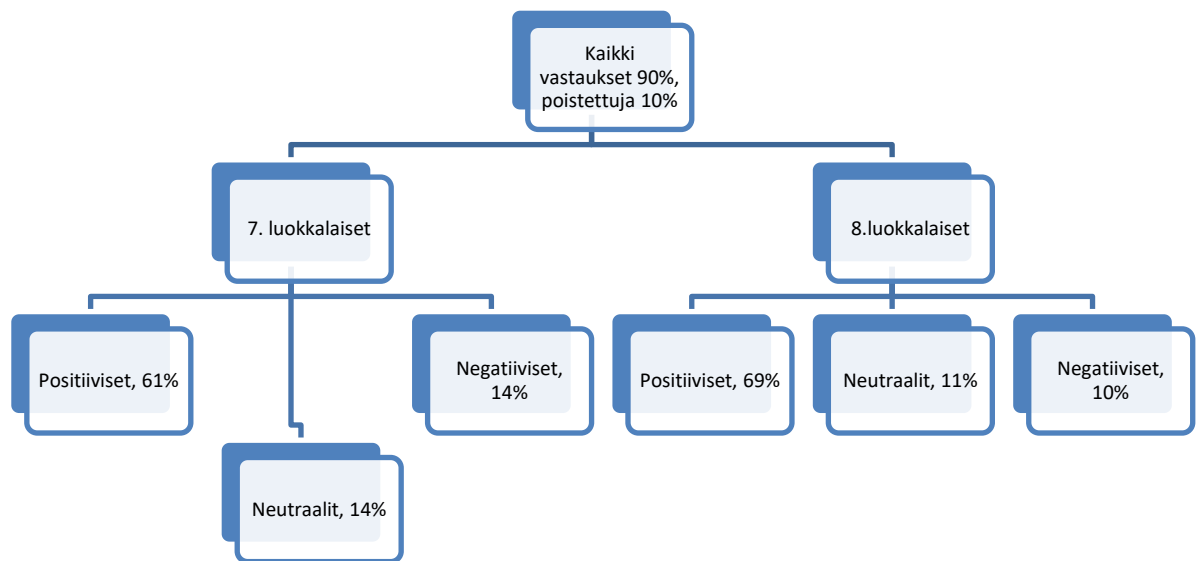 Kaikki
vastaukset 90%,
poistettuja 10%
7. luokkalaiset
8.luokkalaiset
Positiiviset, 61%
Negatiiviset,
14%
Positiiviset, 69%
Neutraalit, 11%
Negatiiviset,
10%
Neutraalit, 14%